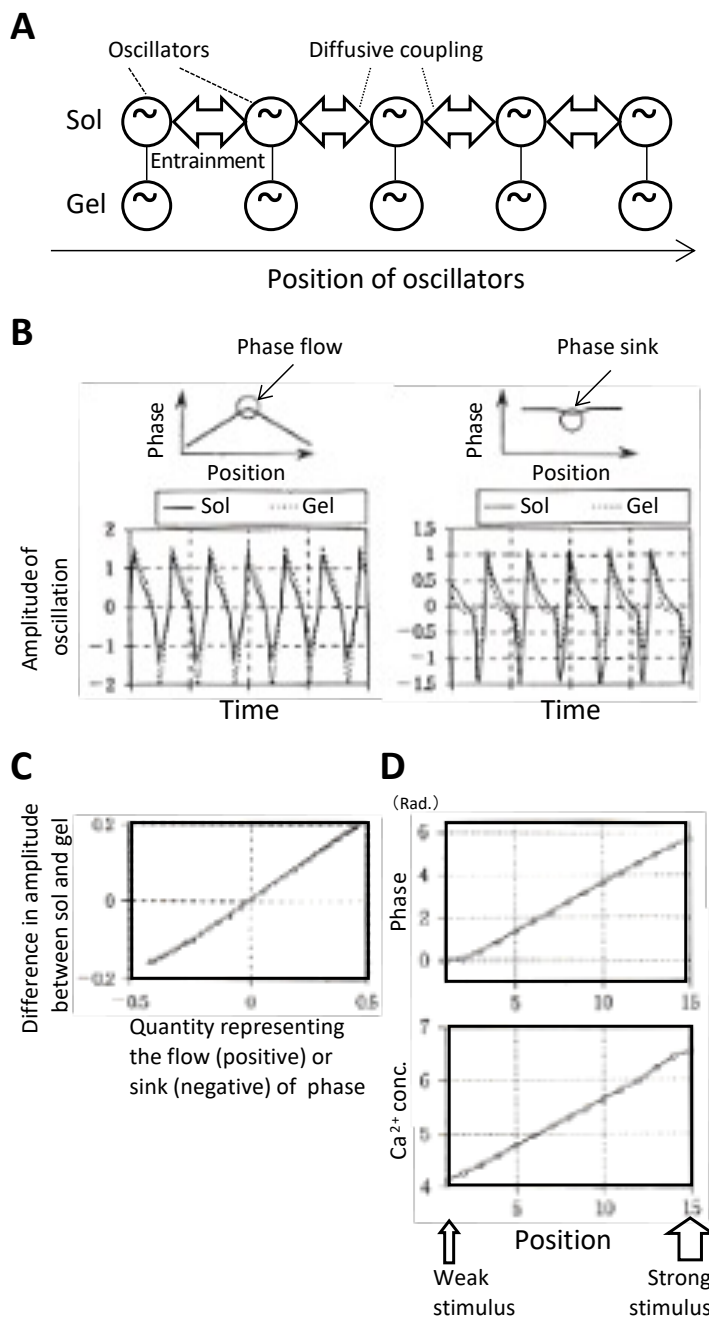 A
Oscillators
Diffusive coupling
Sol
~ ~ ~ ~ ~
Entrainment
Gel
~ ~ ~ ~ ~
Position of oscillators
B
Phase flow
Phase sink
Phase
Position
Phase
Position
Sol Gel
Sol Gel
Amplitude of
oscillation
2
1
0
−1
−2
1.5
1
0.5
0
−0.5
−1
−1.5
Time
Time
C
Difference in amplitude
between sol and gel
0.2
0
−0.2
−0.5 0 0.5
Quantity representing
the flow (positive) or
sink (negative) of phase
D
(Rad.)
Phase
6
4
2
0
5 10 15
Ca²⁺ conc.
7
6
5
4
5 10 15
Position
Weak
stimulus
Strong
stimulus